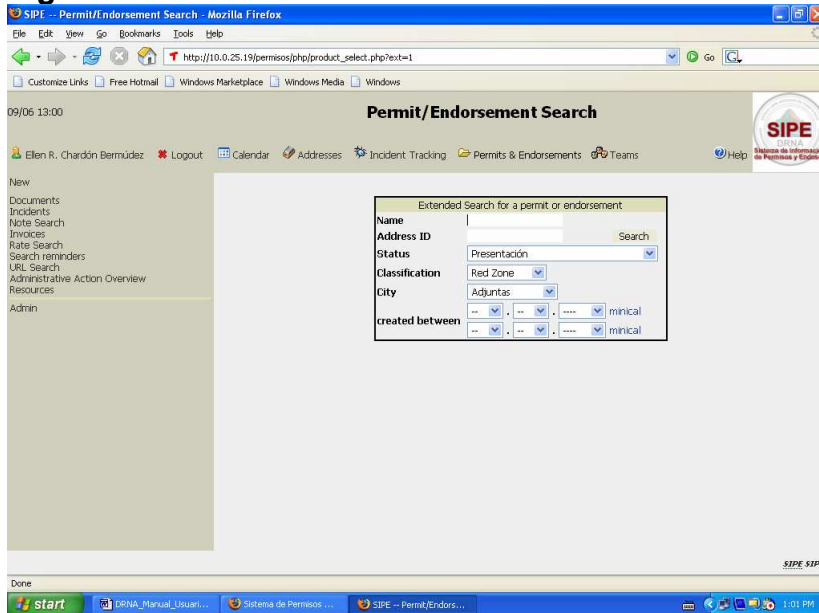 SIPE -- Permit/Endorsement Search - Mozilla Firefox
File Edit View Go Bookmarks Tools Help
http://10.0.25.19/permisos/php/product_select.php?ext=1 Go
Customize Links Free Hotmail Windows Marketplace Windows Media Windows
09/06 13:00
Permit/Endorsement Search
SIPE
DRNA
Ellen R. Chardón Bermúdez Logout Calendar Addresses Incident Tracking Permits & Endorsements Teams Help
New
Documents
Incidents
Note Search
Invoices
Rate Search
Search reminders
URL Search
Administrative Action Overview
Resources
Admin
Extended Search for a permit or endorsement
Name
Address ID Search
Status Presentación
Classification Red Zone
City Adjuntas
created between
-- . -- . ---- minical
-- . -- . ---- minical
SIPE SIP
Done
start DRNA_Manual_Usuari... Sistema de Permisos ... SIPE -- Permit/Endors... 1:01 PM